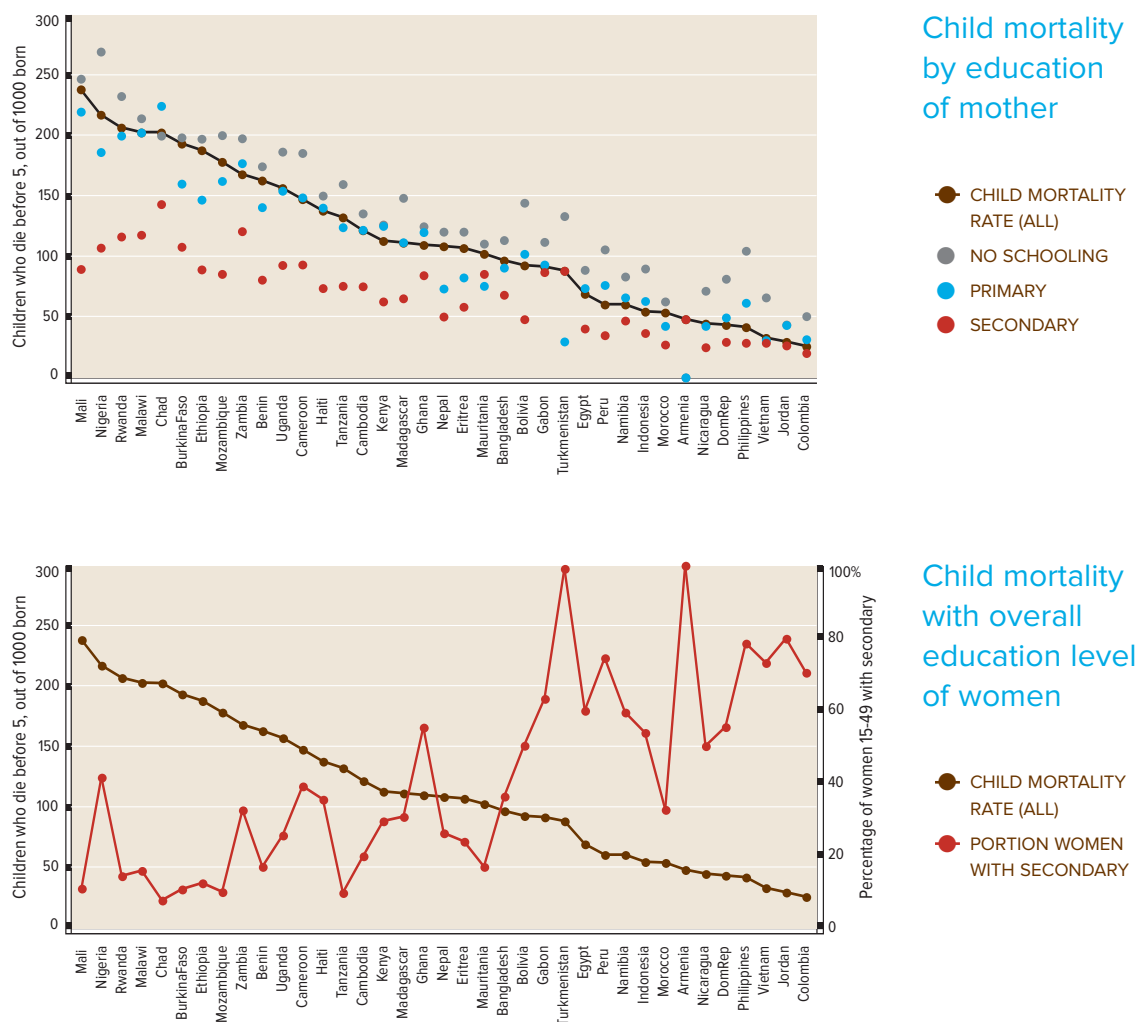 Child mortality
by education
of mother
CHILD MORTALITY
RATE (ALL)
NO SCHOOLING
PRIMARY
SECONDARY
Children who die before 5, out of 1000 born
300
250
200
150
100
50
0
Mali
Nigeria
Rwanda
Malawi
Chad
BurkinaFaso
Ethiopia
Mozambique
Zambia
Benin
Uganda
Cameroon
Haiti
Tanzania
Cambodia
Kenya
Madagascar
Ghana
Nepal
Eritrea
Mauritania
Bangladesh
Bolivia
Gabon
Turkmenistan
Egypt
Peru
Namibia
Indonesia
Morocco
Armenia
Nicaragua
DomRep
Philippines
Vietnam
Jordan
Colombia
Child mortality
with overall
education level
of women
CHILD MORTALITY
RATE (ALL)
PORTION WOMEN
WITH SECONDARY
Children who die before 5, out of 1000 born
300
250
200
150
100
50
0
100%
80
60
40
20
0
Percentage of women 15-49 with secondary
Mali
Nigeria
Rwanda
Malawi
Chad
BurkinaFaso
Ethiopia
Mozambique
Zambia
Benin
Uganda
Cameroon
Haiti
Tanzania
Cambodia
Kenya
Madagascar
Ghana
Nepal
Eritrea
Mauritania
Bangladesh
Bolivia
Gabon
Turkmenistan
Egypt
Peru
Namibia
Indonesia
Morocco
Armenia
Nicaragua
DomRep
Philippines
Vietnam
Jordan
Colombia